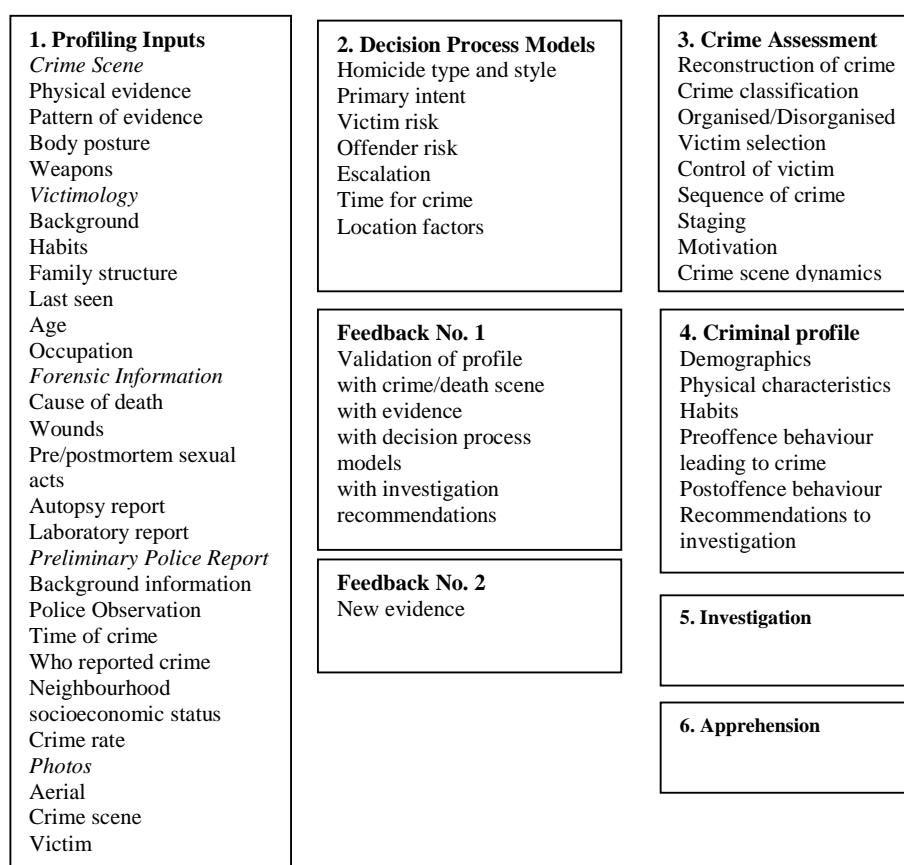 1. Profiling Inputs
Crime Scene
Physical evidence
Pattern of evidence
Body posture
Weapons
Victimology
Background
Habits
Family structure
Last seen
Age
Occupation
Forensic Information
Cause of death
Wounds
Pre/postmortem sexual
acts
Autopsy report
Laboratory report
Preliminary Police Report
Background information
Police Observation
Time of crime
Who reported crime
Neighbourhood
socioeconomic status
Crime rate
Photos
Aerial
Crime scene
Victim
2. Decision Process Models
Homicide type and style
Primary intent
Victim risk
Offender risk
Escalation
Time for crime
Location factors
Feedback No. 1
Validation of profile
with crime/death scene
with evidence
with decision process
models
with investigation
recommendations
Feedback No. 2
New evidence
3. Crime Assessment
Reconstruction of crime
Crime classification
Organised/Disorganised
Victim selection
Control of victim
Sequence of crime
Staging
Motivation
Crime scene dynamics
4. Criminal profile
Demographics
Physical characteristics
Habits
Preoffence behaviour
leading to crime
Postoffence behaviour
Recommendations to
investigation
5. Investigation
6. Apprehension